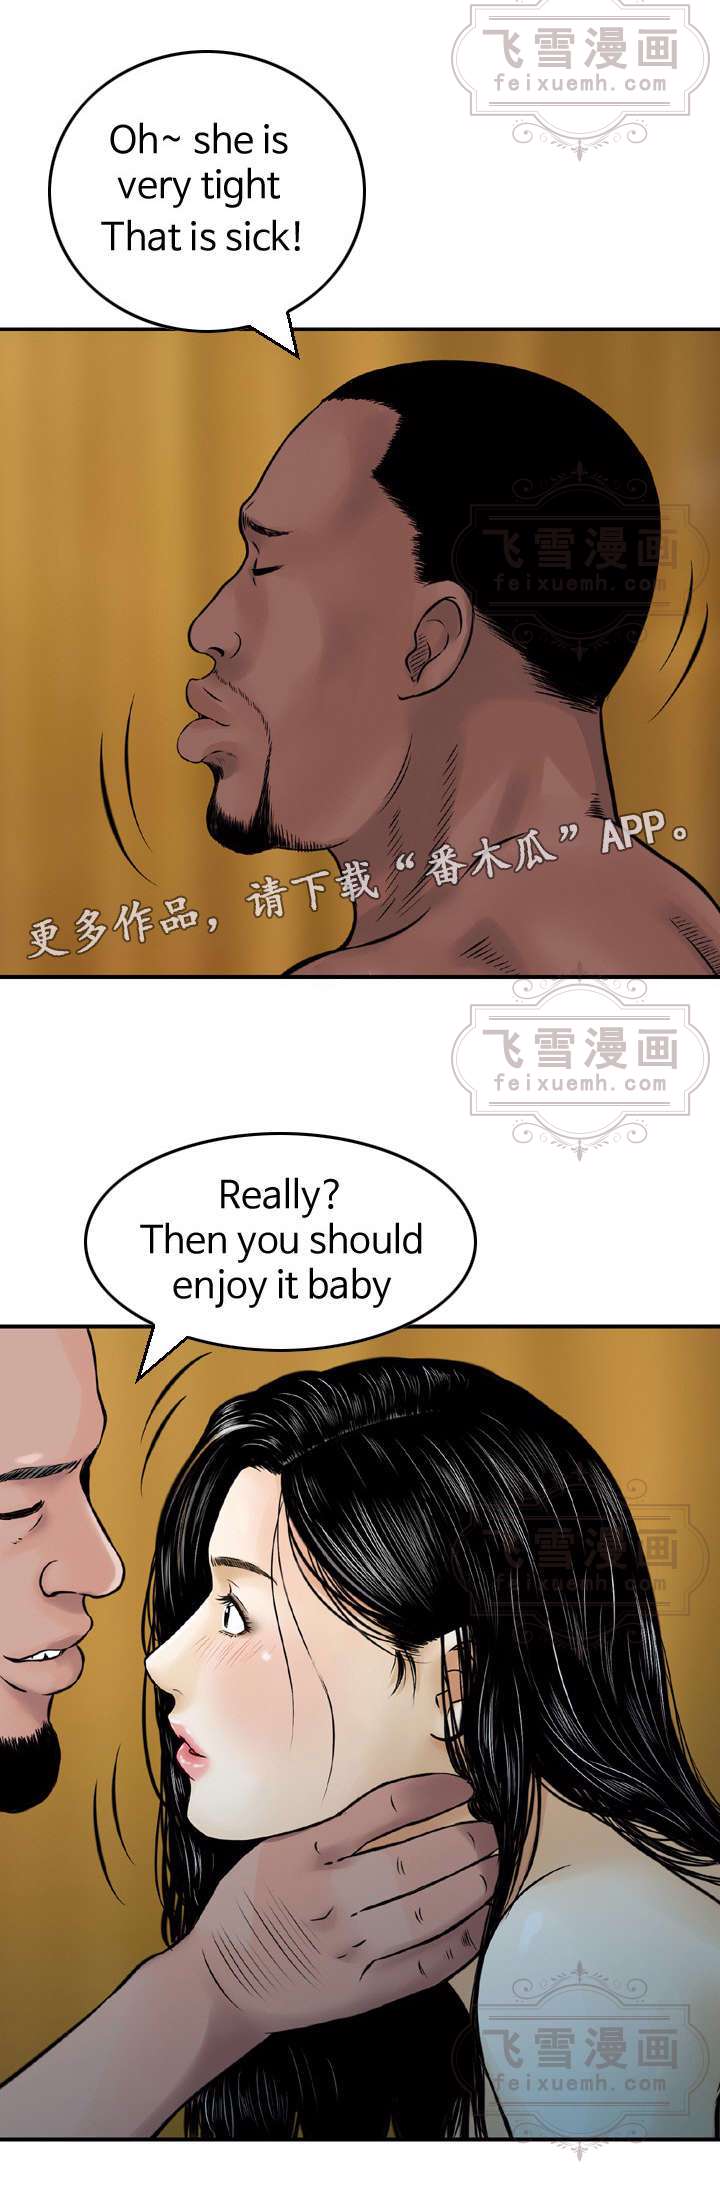 飞雪漫画
feixuemh.com
Oh~ she is
very tight
That is sick!
飞雪漫画
feixuemh.com
更多作品，请下载“番木瓜”APP。
飞雪漫画
feixuemh.com
Really?
Then you should
enjoy it baby
飞雪漫画
feixuemh.com
飞雪漫画
feixuemh.com